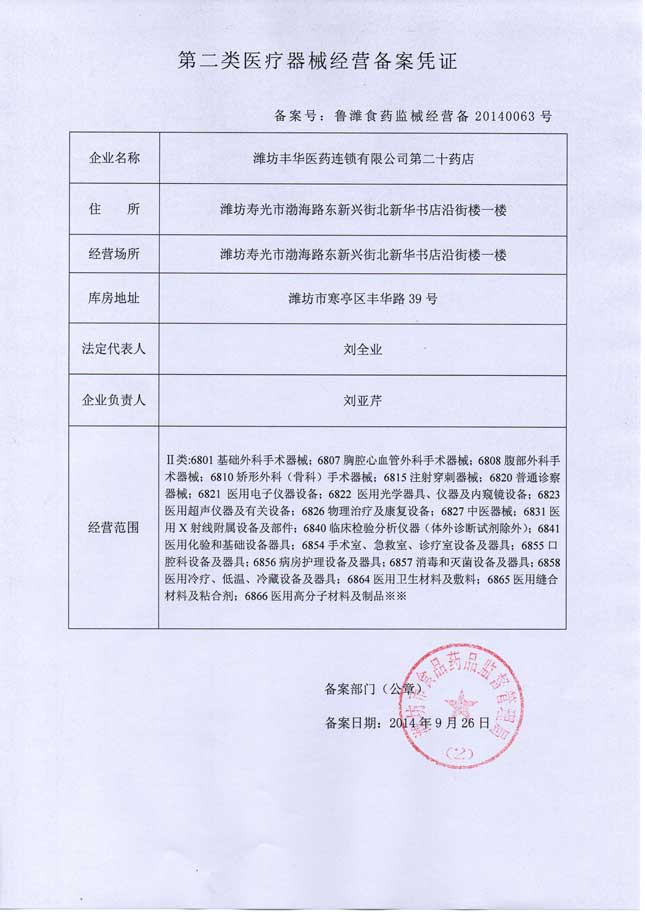 第二类医疗器械经营备案凭证
备案号：鲁潍食药监械经营备 20140063 号
企业名称 潍坊丰华医药连锁有限公司第二十药店
住 所 潍坊寿光市渤海路东新兴街北新华书店沿街楼一楼
经营场所 潍坊寿光市渤海路东新兴街北新华书店沿街楼一楼
库房地址 潍坊市寒亭区丰华路 39 号
法定代表人 刘全业
企业负责人 刘亚芹
经营范围
Ⅱ类:6801 基础外科手术器械；6807 胸腔心血管外科手术器械；6808 腹部外科手
术器械；6810 矫形外科（骨科）手术器械；6815 注射穿刺器械；6820 普通诊察
器械；6821 医用电子仪器设备；6822 医用光学器具、仪器及内窥镜设备；6823
医用超声仪器及有关设备；6826 物理治疗及康复设备；6827 中医器械；6831 医
用 X 射线附属设备及部件；6840 临床检验分析仪器（体外诊断试剂除外）；6841
医用化验和基础设备器具；6854 手术室、急救室、诊疗室设备及器具；6855 口
腔科设备及器具；6856 病房护理设备及器具；6857 消毒和灭菌设备及器具；6858
医用冷疗、低温、冷藏设备及器具；6864 医用卫生材料及敷料；6865 医用缝合
材料及粘合剂；6866 医用高分子材料及制品※※
备案部门（公章）
备案日期：2014 年 9 月 26 日
潍坊市食品药品监督管理局
（2）